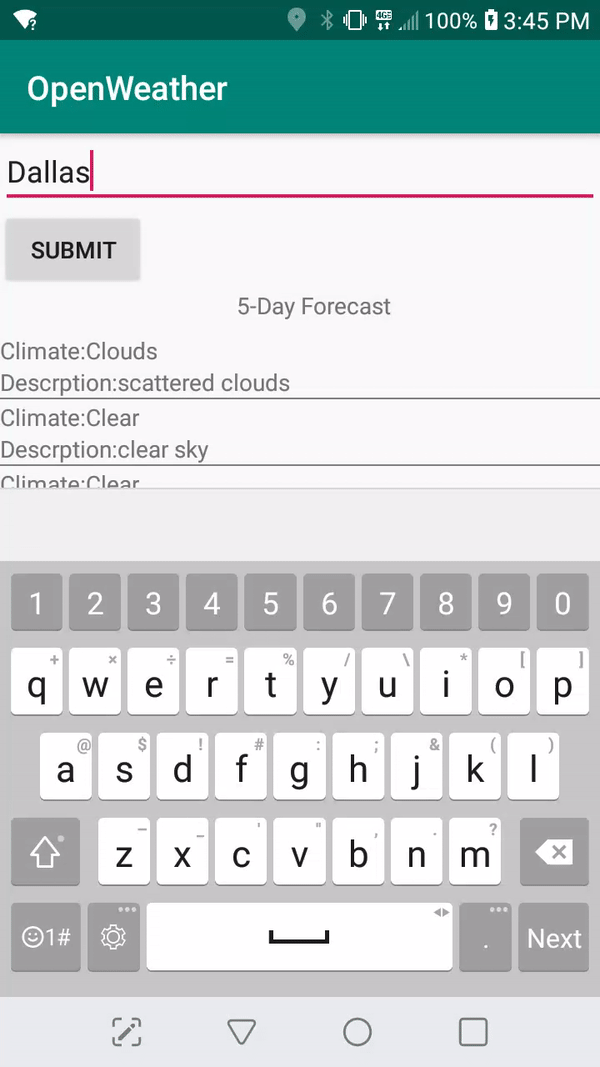 4GE 100% 3:45 PM
OpenWeather
Dallas
SUBMIT
5-Day Forecast
Climate:Clouds
Descrption:scattered clouds
Climate:Clear
Descrption:clear sky
Climate:Clear
1 2 3 4 5 6 7 8 9 0
+ × ÷ = % / \ * [ ]
q w e r t y u i o p
@ $ ! # : ; & ( )
a s d f g h j k l
– _ ' " , . ?
z x c v b n m
1# . Next